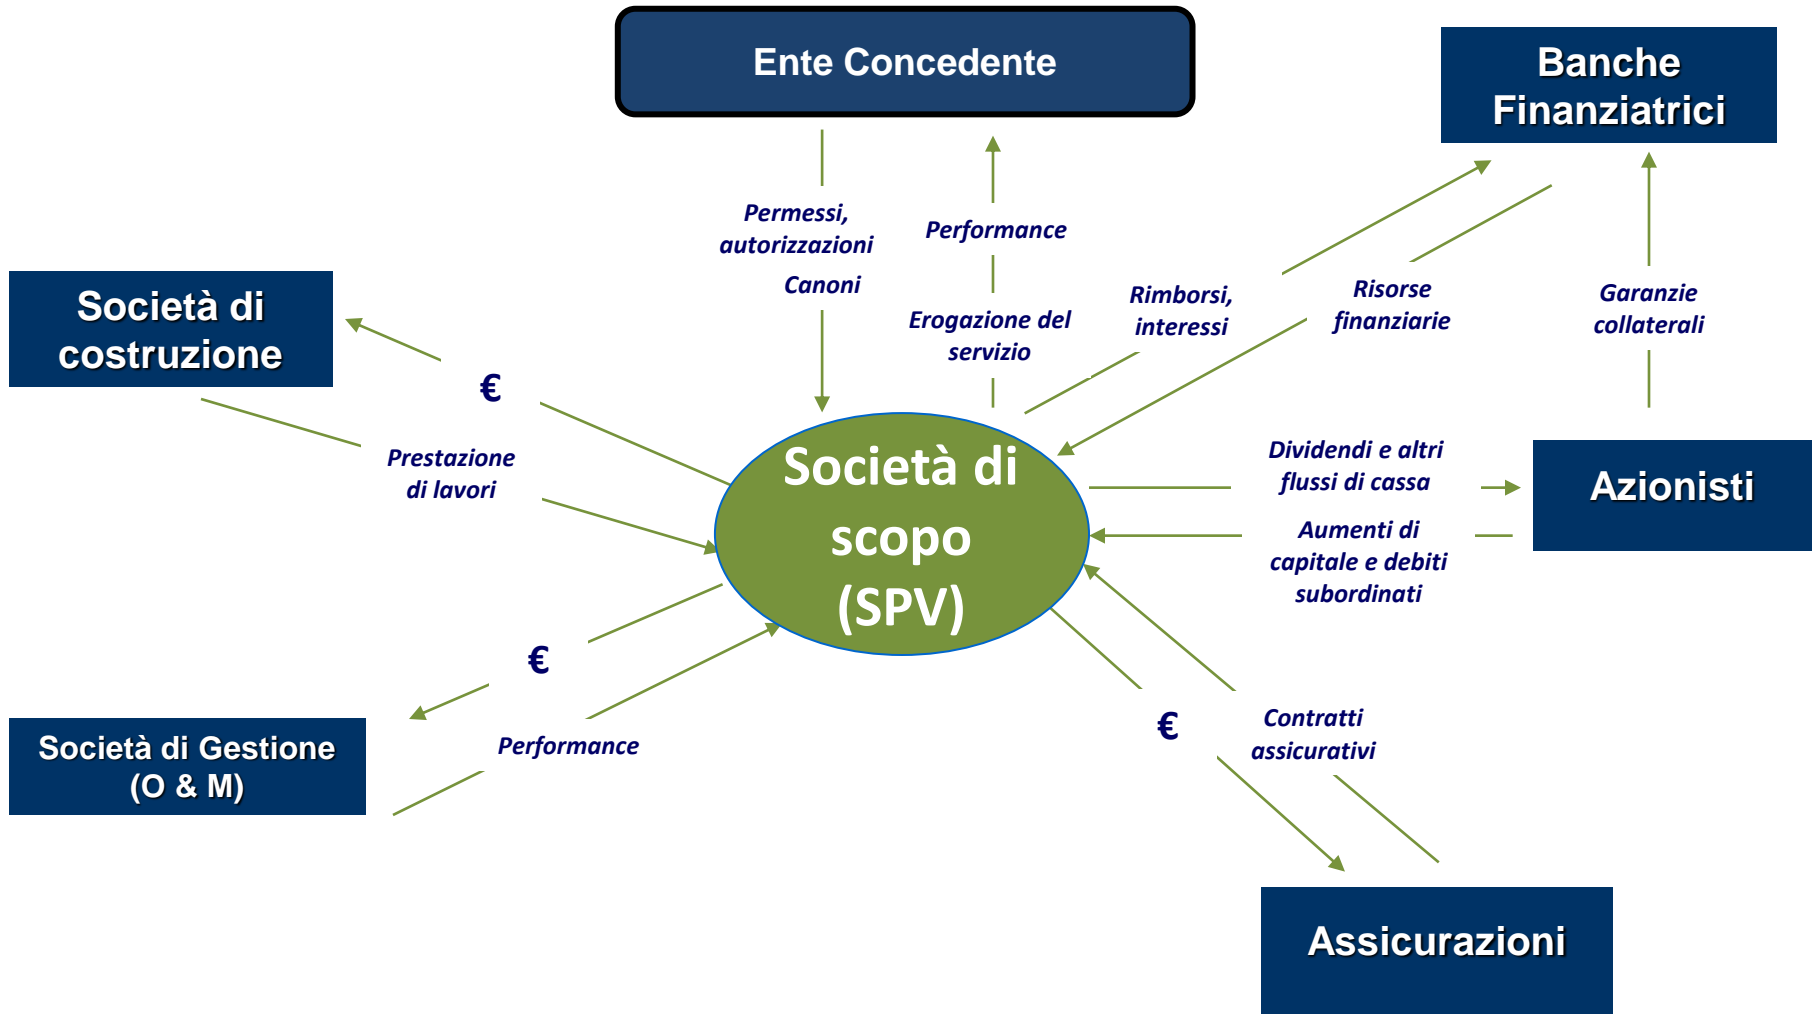 Ente Concedente
Banche
Finanziatrici
Permessi,
autorizzazioni
Canoni
Performance
Erogazione del
servizio
Rimborsi,
interessi
Risorse
finanziarie
Garanzie
collaterali
Società di
costruzione
€
Prestazione
di lavori
Società di
scopo
(SPV)
Dividendi e altri
flussi di cassa
Azionisti
Aumenti di
capitale e debiti
subordinati
€
Performance
Società di Gestione
(O & M)
€
Contratti
assicurativi
Assicurazioni